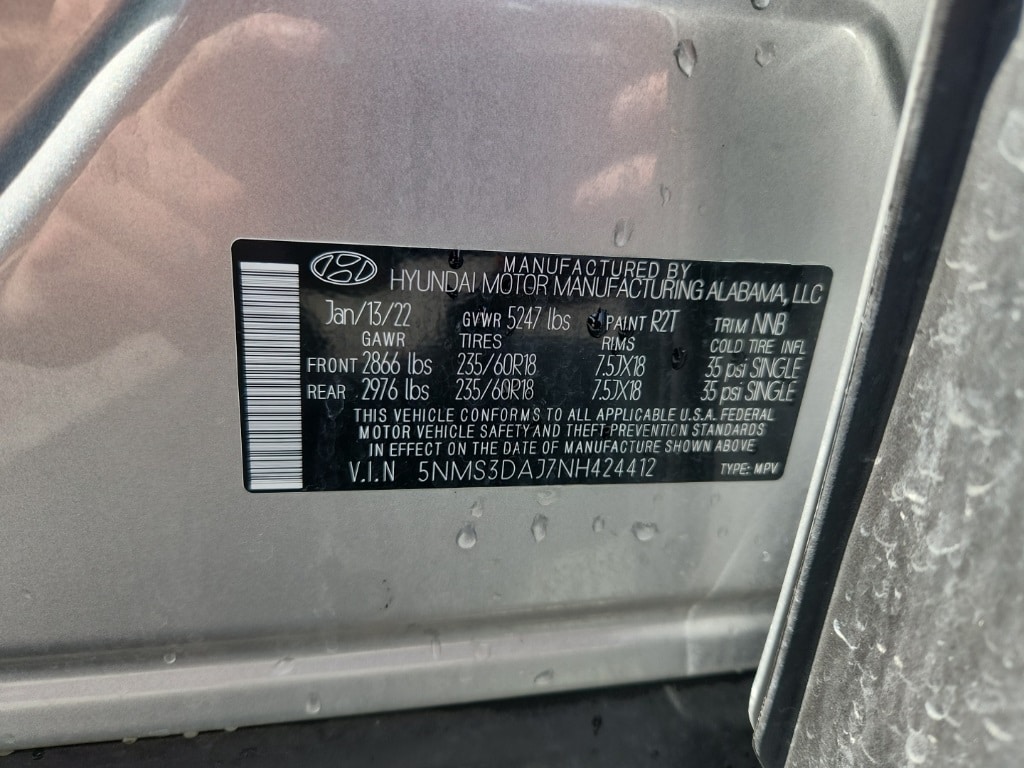 MANUFACTURED BY
HYUNDAI MOTOR MANUFACTURING ALABAMA, LLC
Jan/13/22 GVWR 5247 lbs PAINT R2T TRIM NNB
GAWR TIRES RIMS COLD TIRE INFL
FRONT 2866 lbs 235/60R18 7.5JX18 35 psi SINGLE
REAR 2976 lbs 235/60R18 7.5JX18 35 psi SINGLE
THIS VEHICLE CONFORMS TO ALL APPLICABLE U.S.A. FEDERAL
MOTOR VEHICLE SAFETY AND THEFT PREVENTION STANDARDS
IN EFFECT ON THE DATE OF MANUFACTURE SHOWN ABOVE
V.I.N 5NMS3DAJ7NH424412 TYPE: MPV